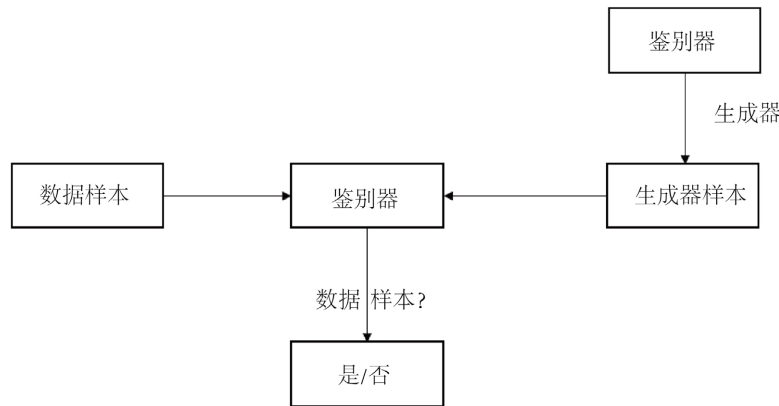 鉴别器
生成器
数据样本
鉴别器
生成器样本
数据 样本?
是/否